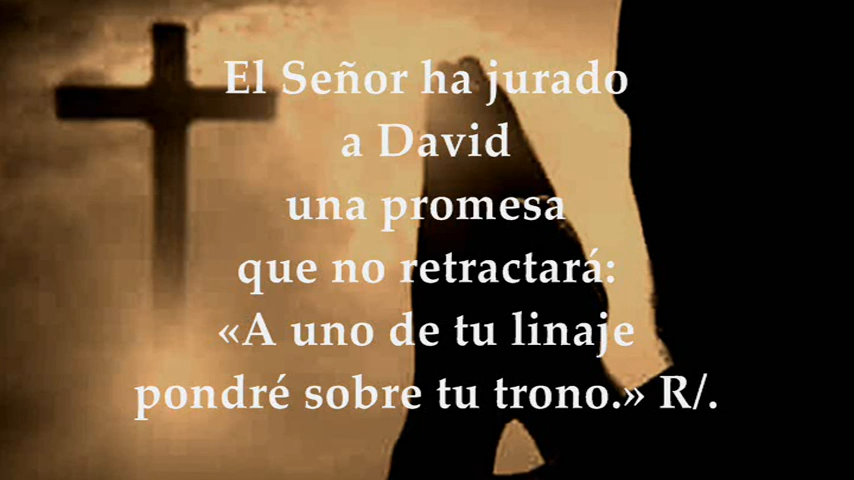 El Señor ha jurado
a David
una promesa
que no retractará:
«A uno de tu linaje
pondré sobre tu trono.» R/.